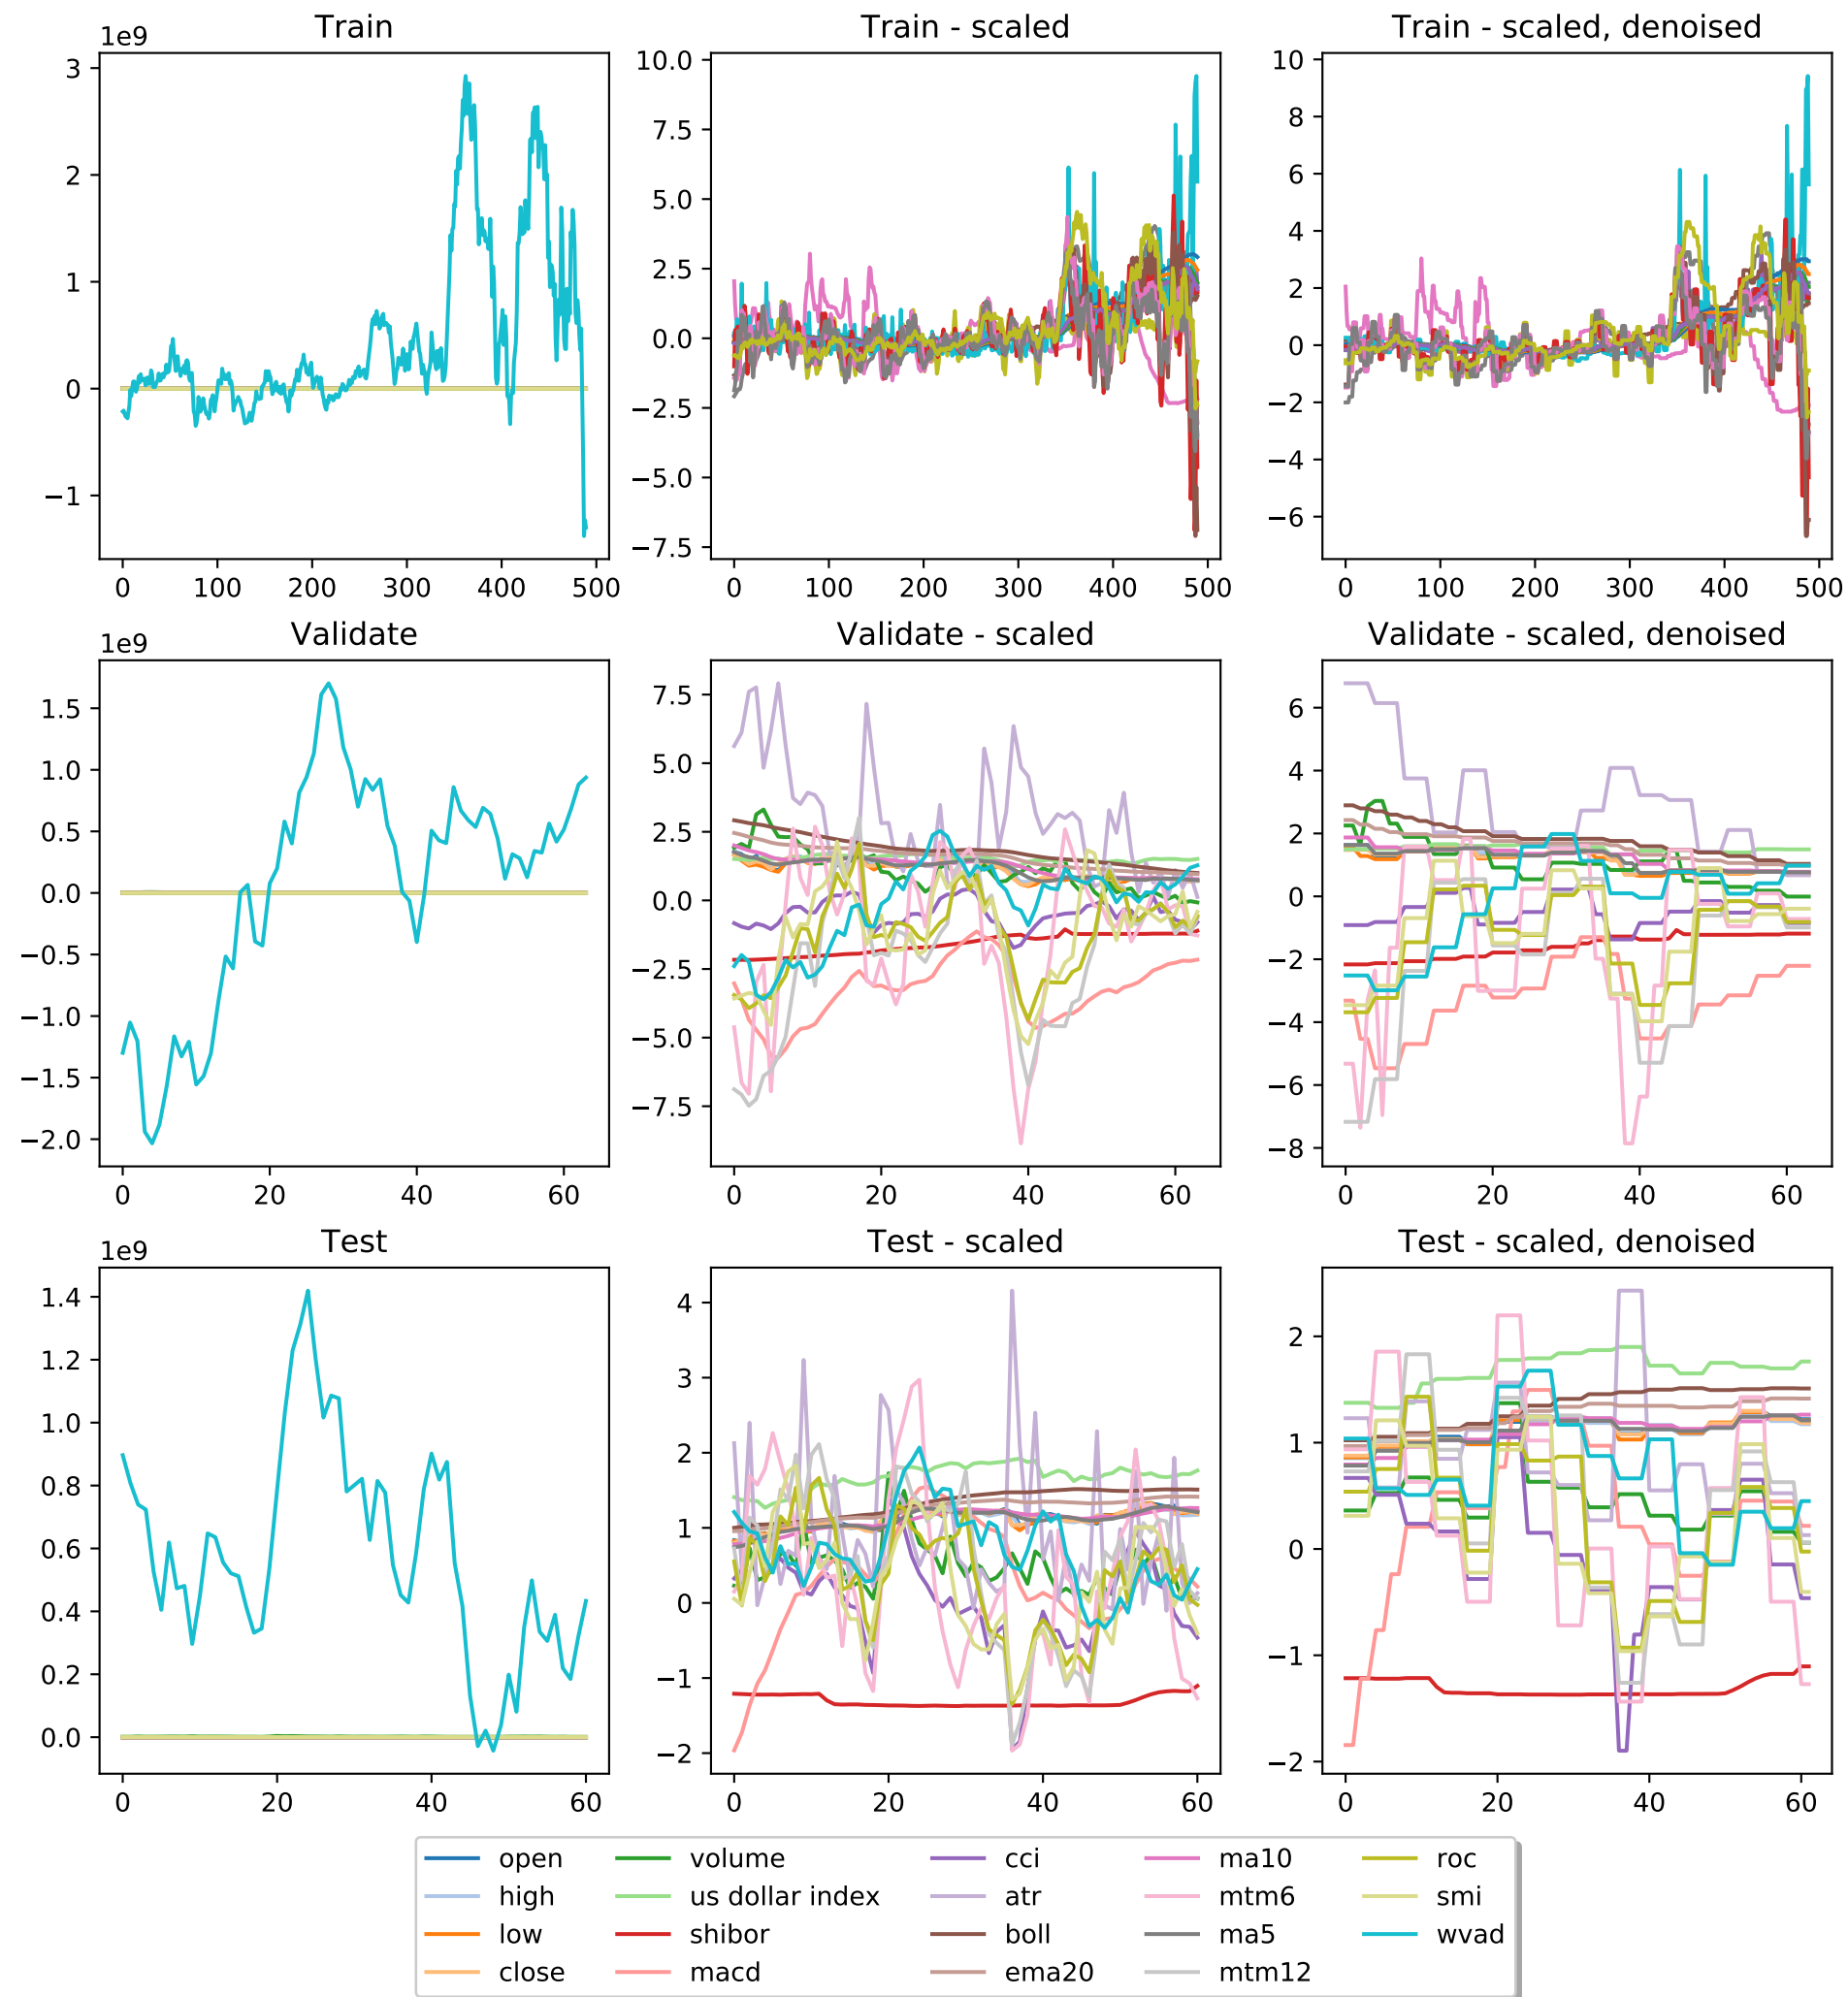 Train
Train - scaled
Train - scaled, denoised
1e9
3
2
1
0
−1
0 100 200 300 400 500
10.0
7.5
5.0
2.5
0.0
−2.5
−5.0
−7.5
0 100 200 300 400 500
10
8
6
4
2
0
−2
−4
−6
0 100 200 300 400 500
Validate
Validate - scaled
Validate - scaled, denoised
1e9
1.5
1.0
0.5
0.0
−0.5
−1.0
−1.5
−2.0
0 20 40 60
7.5
5.0
2.5
0.0
−2.5
−5.0
−7.5
0 20 40 60
6
4
2
0
−2
−4
−6
−8
0 20 40 60
Test
Test - scaled
Test - scaled, denoised
1e9
1.4
1.2
1.0
0.8
0.6
0.4
0.2
0.0
0 20 40 60
4
3
2
1
0
−1
−2
0 20 40 60
2
1
0
−1
−2
0 20 40 60
open
high
low
close
volume
us dollar index
shibor
macd
cci
atr
boll
ema20
ma10
mtm6
ma5
mtm12
roc
smi
wvad